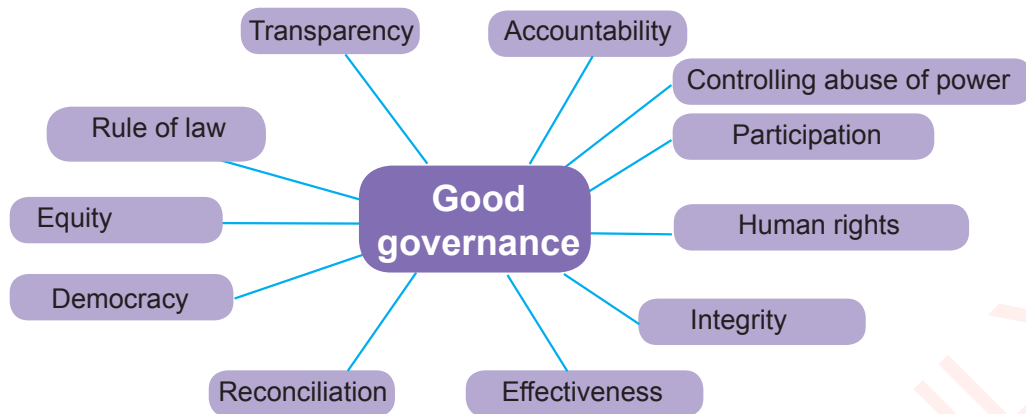 Transparency
Accountability
Controlling abuse of power
Rule of law
Participation
Good
governance
Equity
Human rights
Democracy
Integrity
Reconciliation
Effectiveness